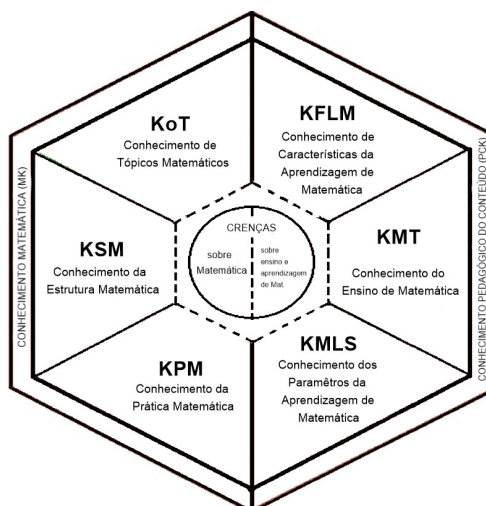 KoT
Conhecimento de
Tópicos Matemáticos
KFLM
Conhecimento de
Características da
Aprendizagem de
Matemática
CONHECIMENTO MATEMÁTICA (MK)
KSM
Conhecimento da
Estrutura Matemática
CRENÇAS
sobre
Matemática
sobre
ensino e
aprendizagem
de Mat
KMT
Conhecimento do
Ensino de Matemática
CONHECIMENTO PEDAGÓGICO DO CONTEÚDO (PCK)
KPM
Conhecimento da
Prática Matemática
KMLS
Conhecimento dos
Paramêtros da
Aprendizagem de
Matemática